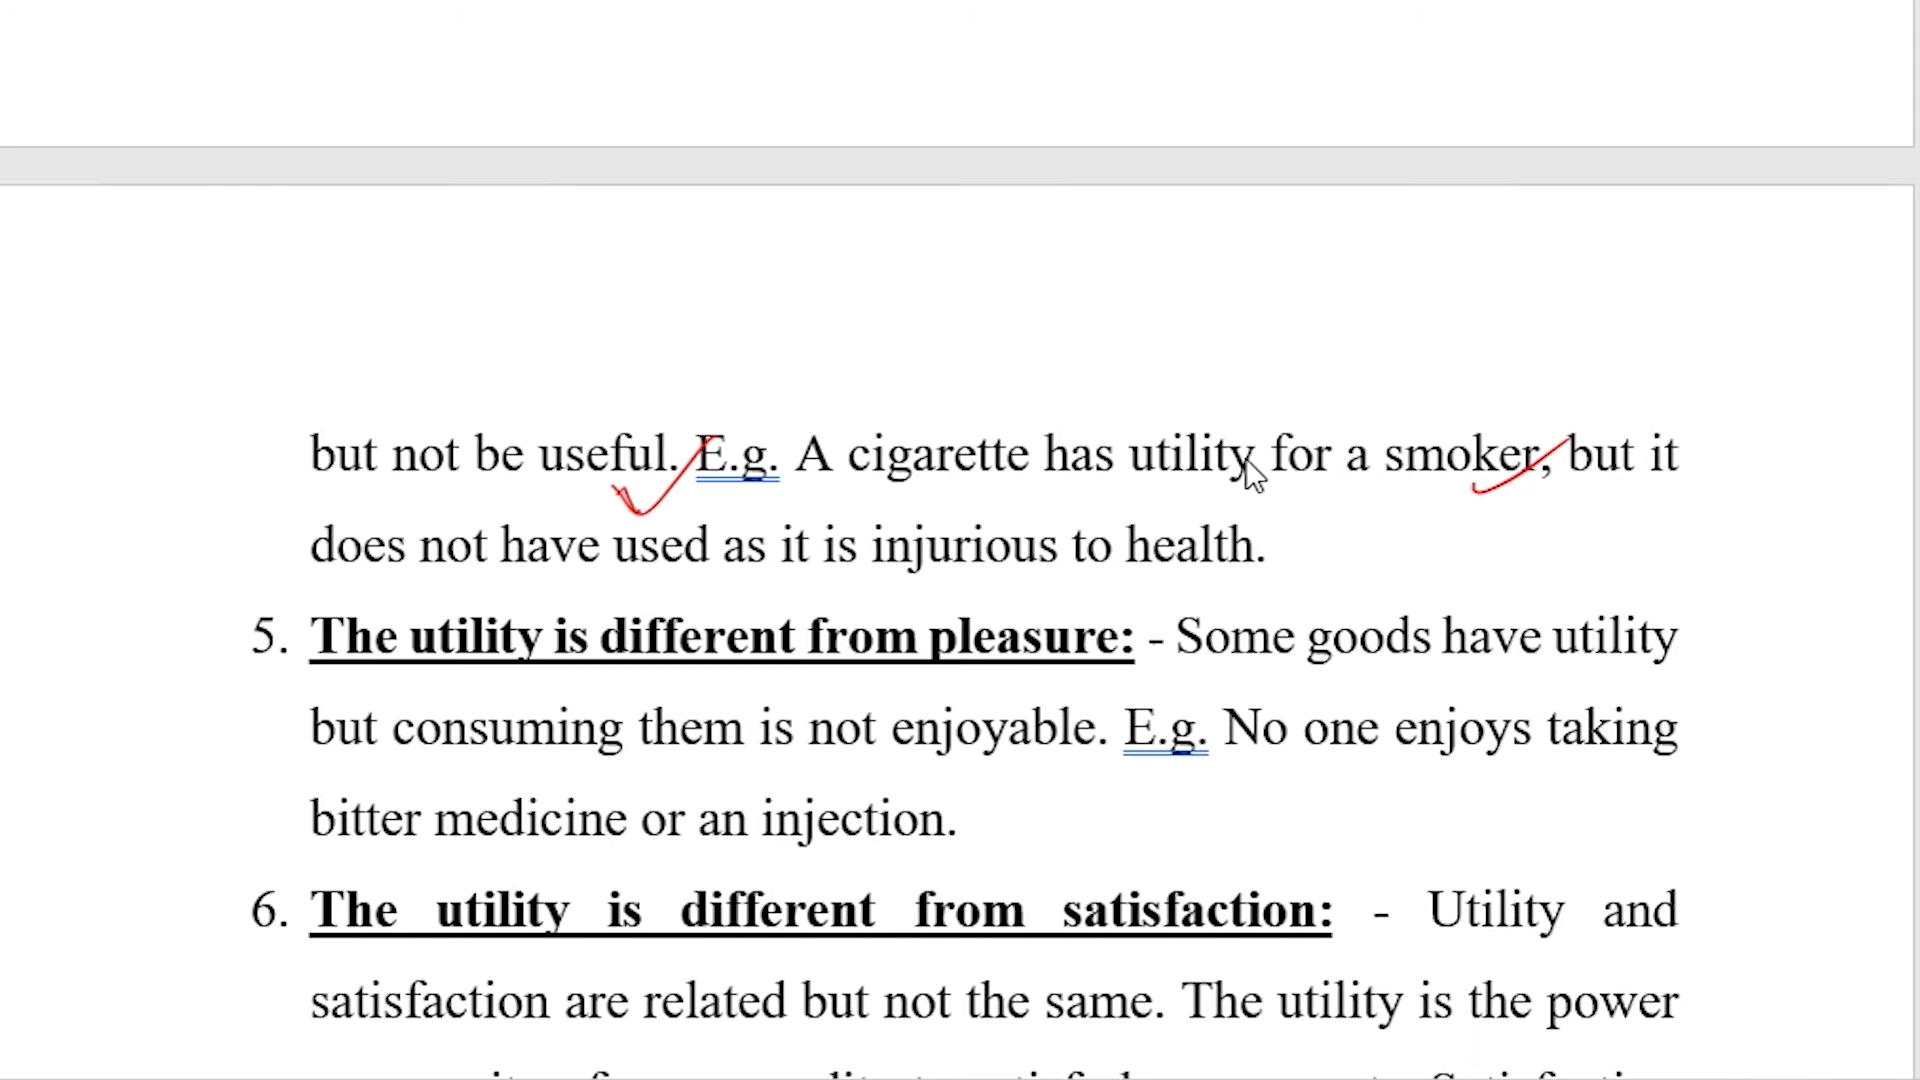 but not be useful. E.g. A cigarette has utility for a smoker, but it
does not have used as it is injurious to health.
5. The utility is different from pleasure: - Some goods have utility
but consuming them is not enjoyable. E.g. No one enjoys taking
bitter medicine or an injection.
6. The utility is different from satisfaction: - Utility and
satisfaction are related but not the same. The utility is the power